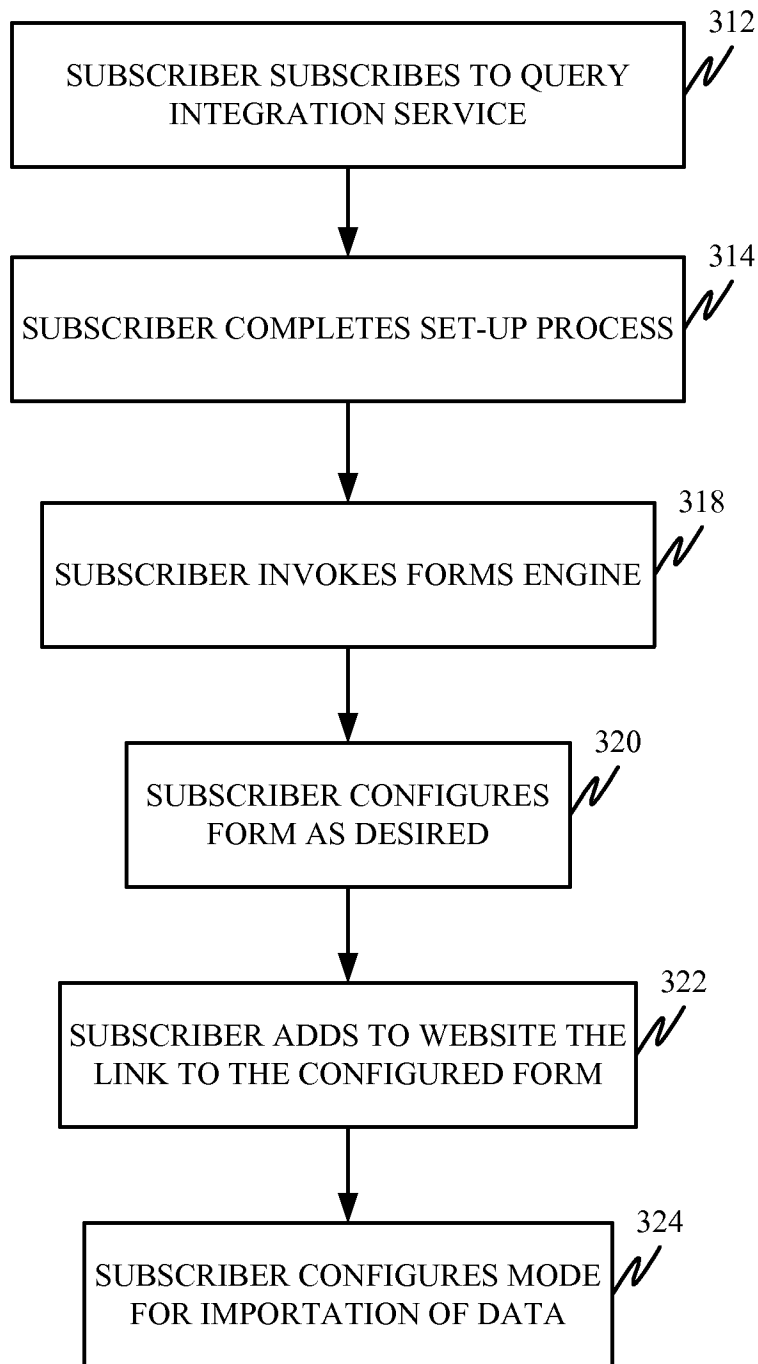 312
SUBSCRIBER SUBSCRIBES TO QUERY
INTEGRATION SERVICE
314
SUBSCRIBER COMPLETES SET-UP PROCESS
318
SUBSCRIBER INVOKES FORMS ENGINE
320
SUBSCRIBER CONFIGURES
FORM AS DESIRED
322
SUBSCRIBER ADDS TO WEBSITE THE
LINK TO THE CONFIGURED FORM
324
SUBSCRIBER CONFIGURES MODE
FOR IMPORTATION OF DATA